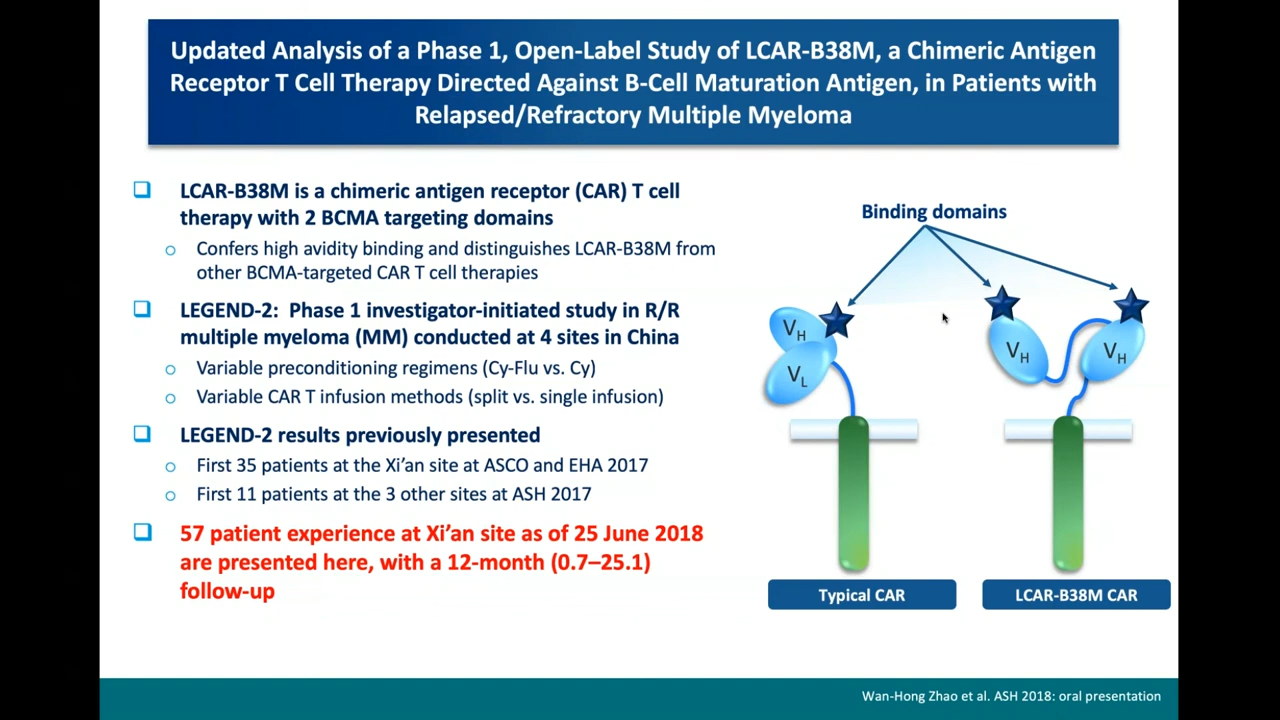 Updated Analysis of a Phase 1, Open-Label Study of LCAR-B38M, a Chimeric Antigen
Receptor T Cell Therapy Directed Against B-Cell Maturation Antigen, in Patients with
Relapsed/Refractory Multiple Myeloma
LCAR-B38M is a chimeric antigen receptor (CAR) T cell
therapy with 2 BCMA targeting domains
Confers high avidity binding and distinguishes LCAR-B38M from
other BCMA-targeted CAR T cell therapies
LEGEND-2: Phase 1 investigator-initiated study in R/R
multiple myeloma (MM) conducted at 4 sites in China
Variable preconditioning regimens (Cy-Flu vs. Cy)
Variable CAR T infusion methods (split vs. single infusion)
LEGEND-2 results previously presented
First 35 patients at the Xi’an site at ASCO and EHA 2017
First 11 patients at the 3 other sites at ASH 2017
57 patient experience at Xi’an site as of 25 June 2018
are presented here, with a 12-month (0.7–25.1)
follow-up
Binding domains
VH
VL
VH
VH
Typical CAR
LCAR-B38M CAR
Wan-Hong Zhao et al. ASH 2018: oral presentation